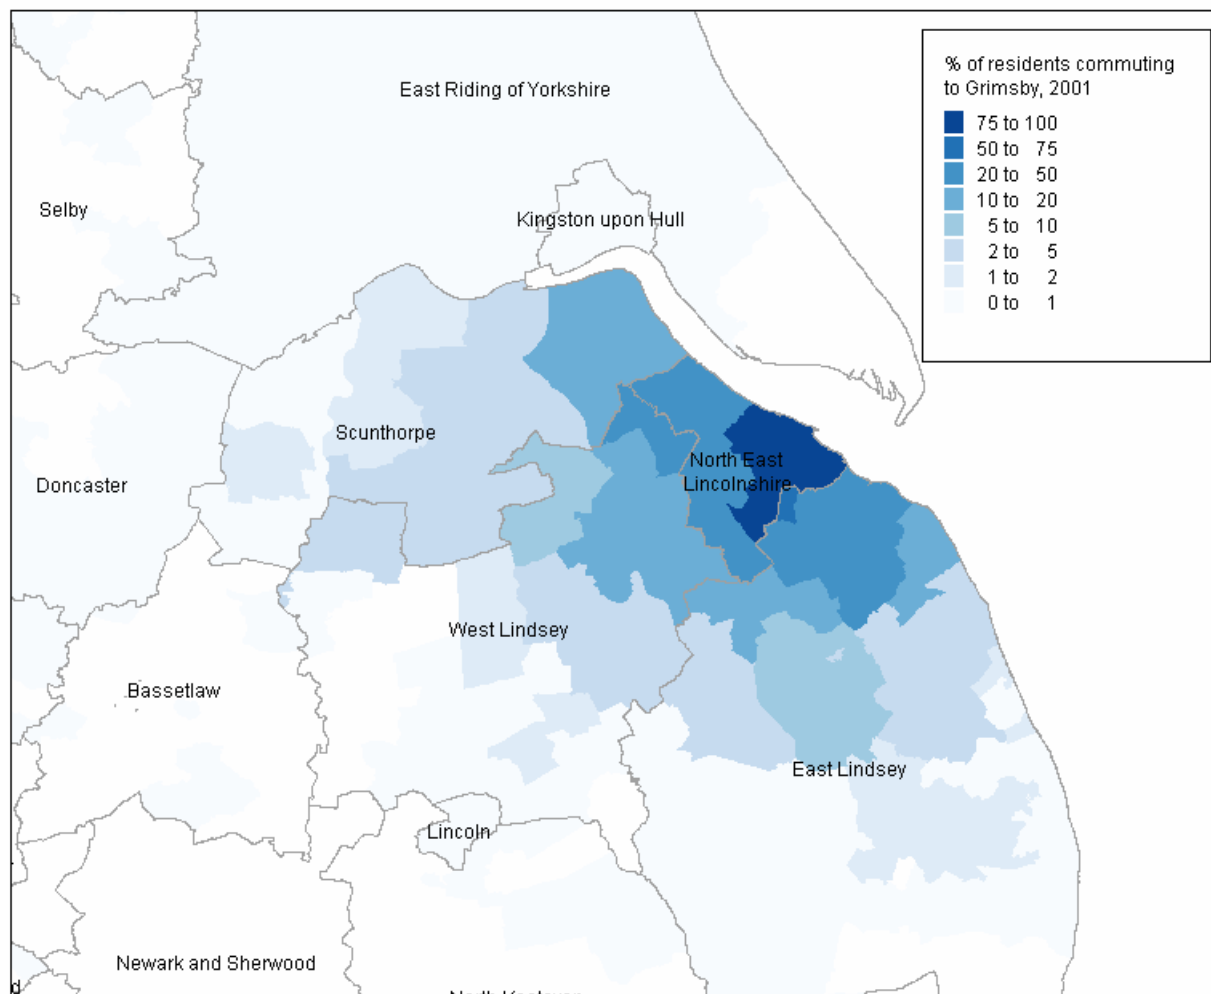 % of residents commuting
to Grimsby, 2001
75 to 100
50 to 75
20 to 50
10 to 20
5 to 10
2 to 5
1 to 2
0 to 1
East Riding of Yorkshire
Selby
Kingston upon Hull
Scunthorpe
North East
Lincolnshire
Doncaster
West Lindsey
Bassetlaw
East Lindsey
Lincoln
Newark and Sherwood
d